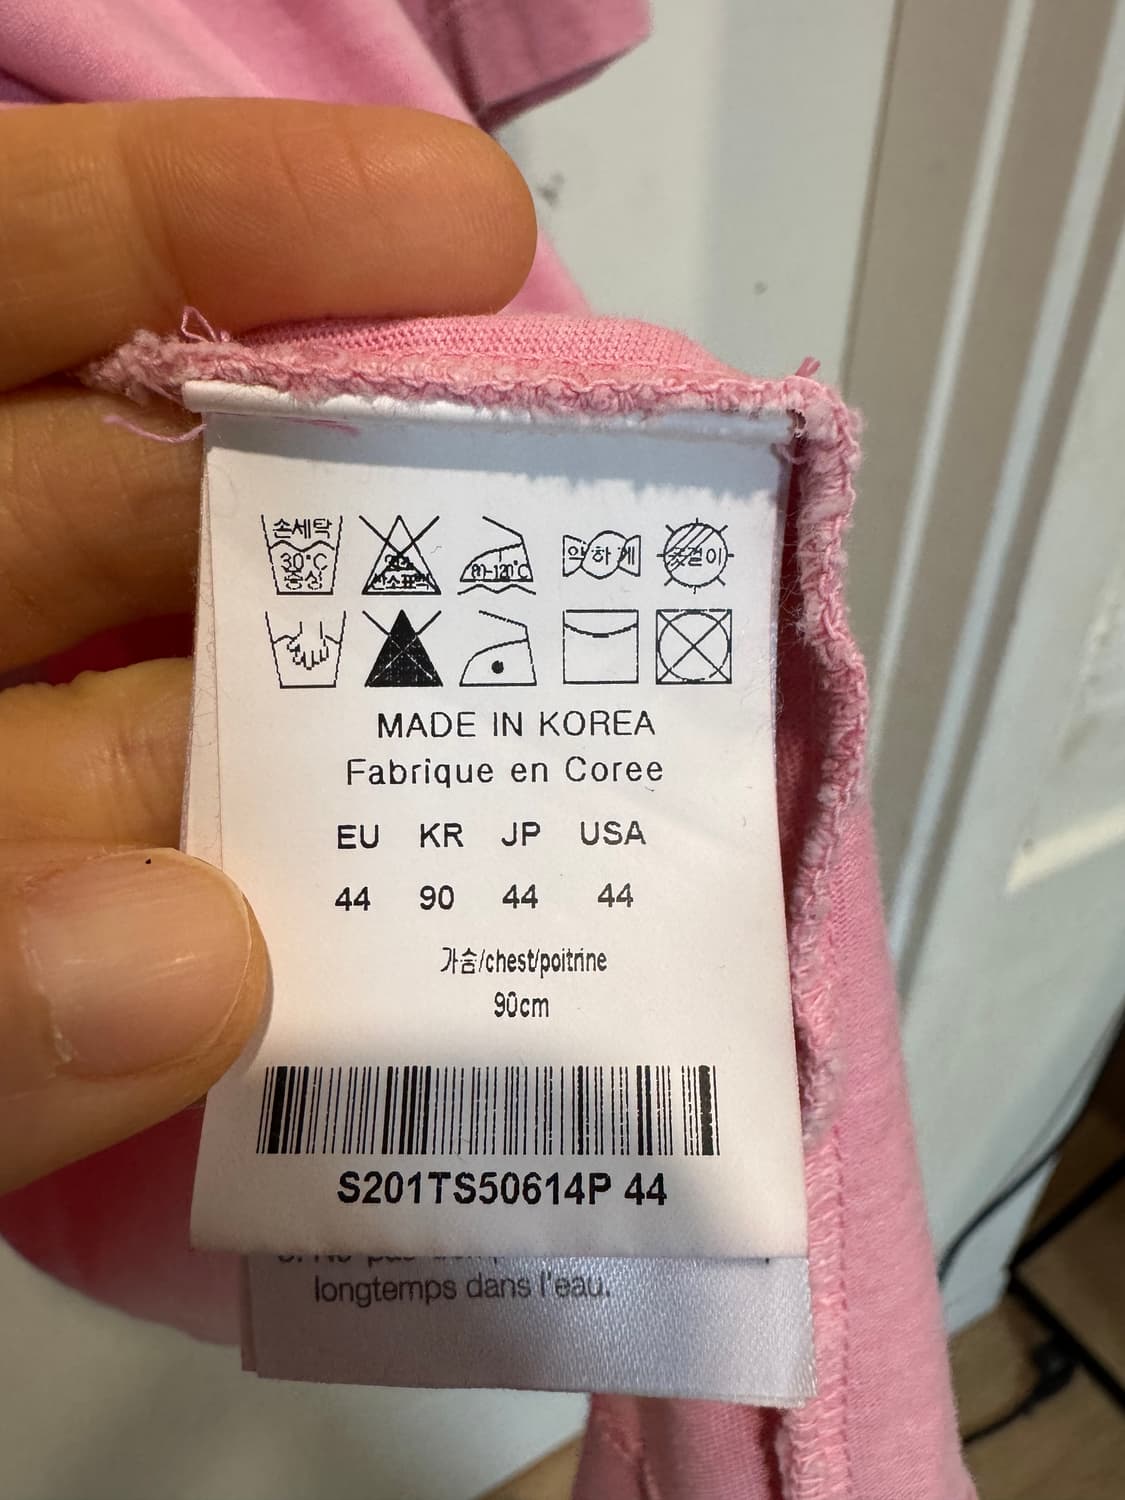 손세탁
30°C
중성
산소표백
80-120°C
약하게
옷걸이
MADE IN KOREA
Fabrique en Coree
EU KR JP USA
44 90 44 44
가슴/chest/poitrine
90cm
S201TS50614P 44
longtemps dans l'eau.